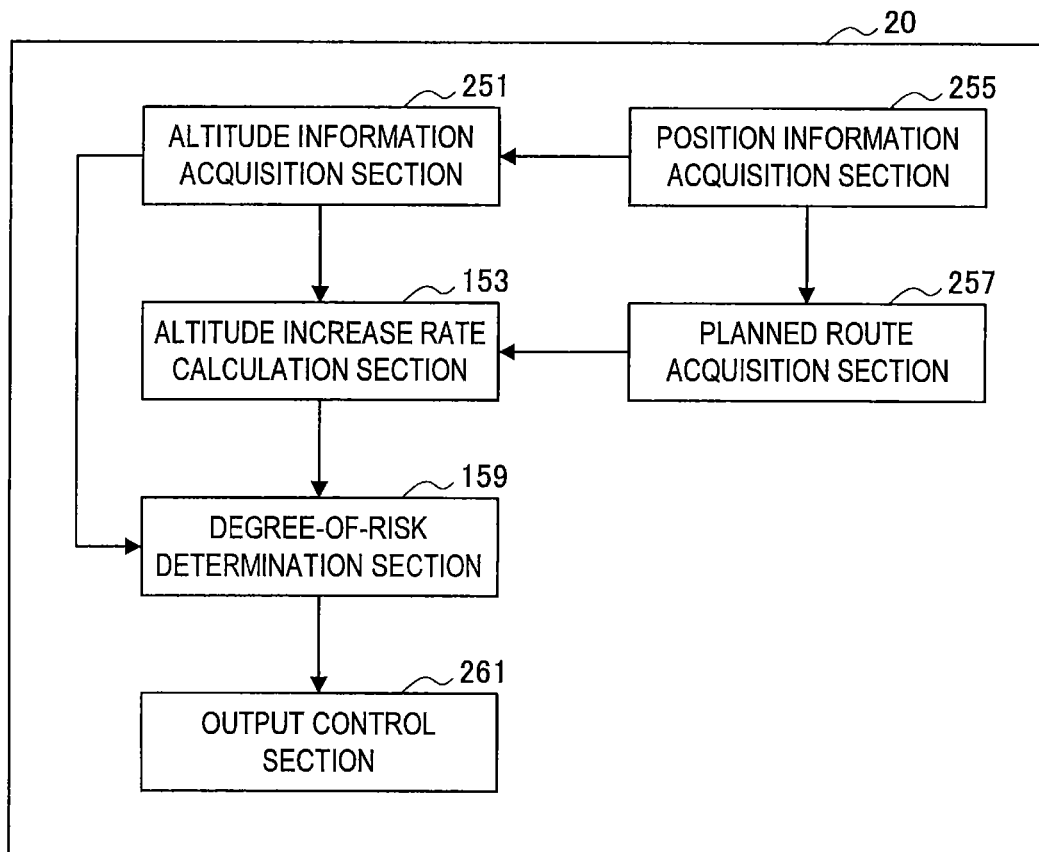 20
251
ALTITUDE INFORMATION
ACQUISITION SECTION
255
POSITION INFORMATION
ACQUISITION SECTION
153
ALTITUDE INCREASE RATE
CALCULATION SECTION
257
PLANNED ROUTE
ACQUISITION SECTION
159
DEGREE-OF-RISK
DETERMINATION SECTION
261
OUTPUT CONTROL
SECTION